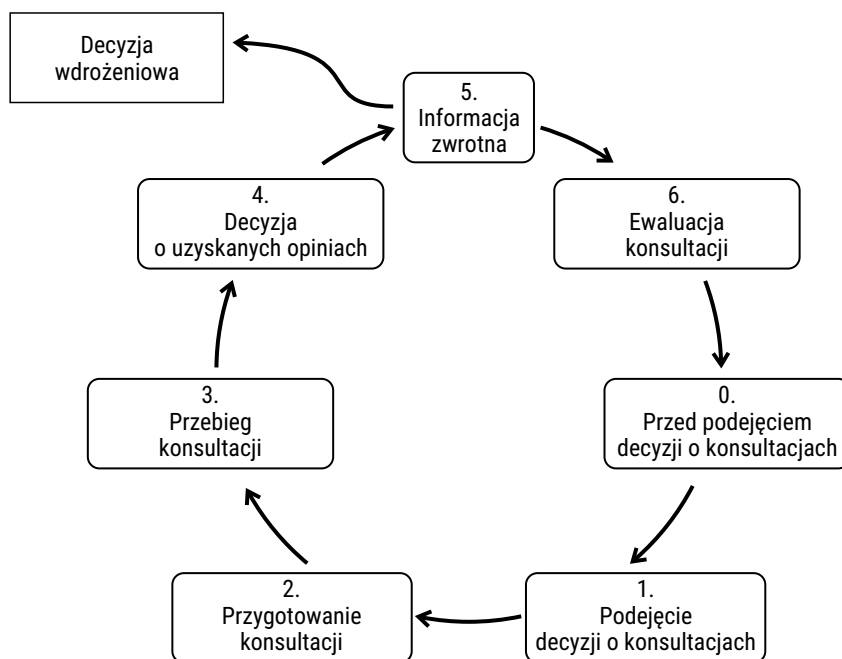 Decyzja
wdrożeniowa
5.
Informacja
zwrotna
4.
Decyzja
o uzyskanych opiniach
6.
Ewaluacja
konsultacji
3.
Przebieg
konsultacji
0.
Przed podejęciem
decyzji o konsultacjach
2.
Przygotowanie
konsultacji
1.
Podejęcie
decyzji o konsultacjach